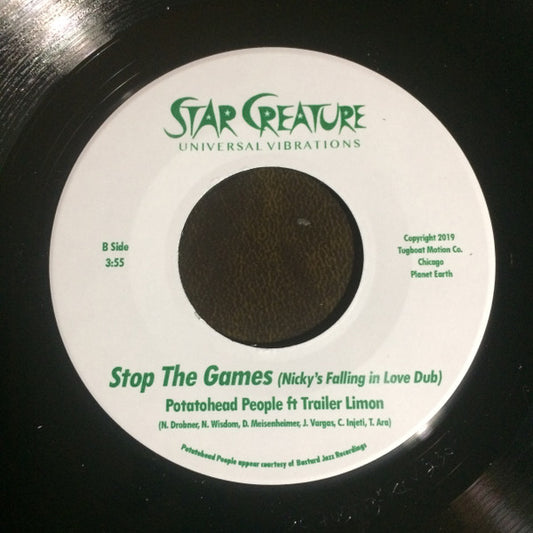 STAR CREATURE
UNIVERSAL VIBRATIONS
B Side
3:55
Copyright 2019
Tugboat Motion Co.
Chicago
Planet Earth
Stop The Games (Nicky's Falling in Love Dub)
Potatohead People ft Trailer Limon
(N. Drobner, N. Wisdom, D. Meisenheimer, J. Vargas, C. Injeti, T. Ara)
Potatohead People appear courtesy of Bastard Jazz Recordings